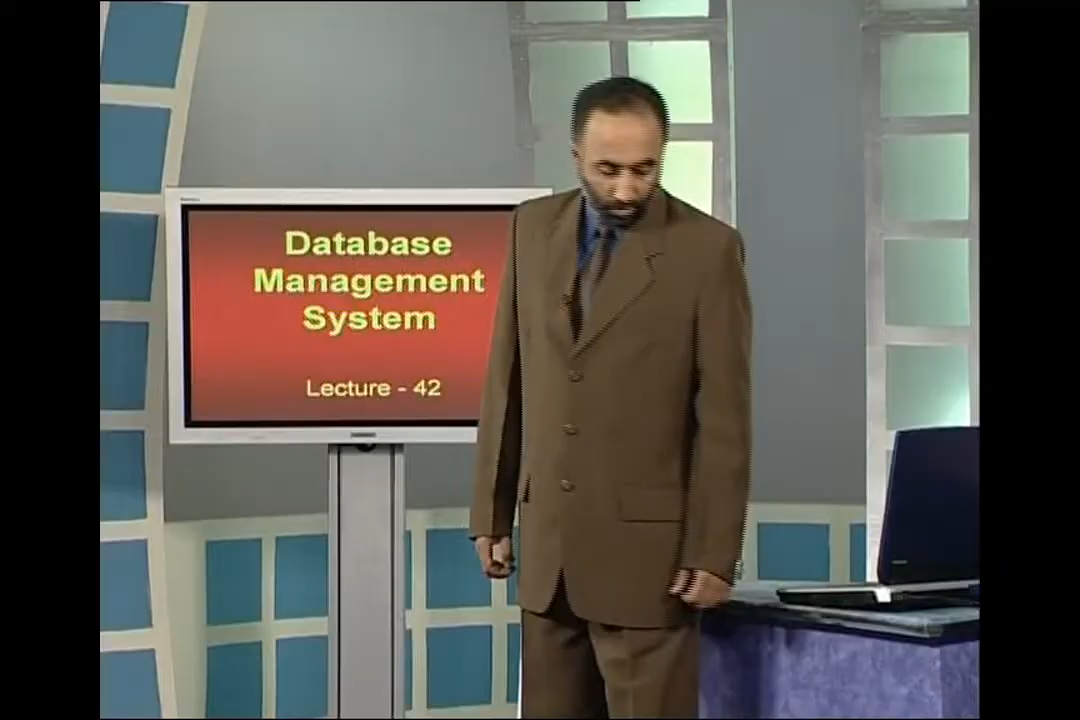 Database
Management
System
Lecture - 42